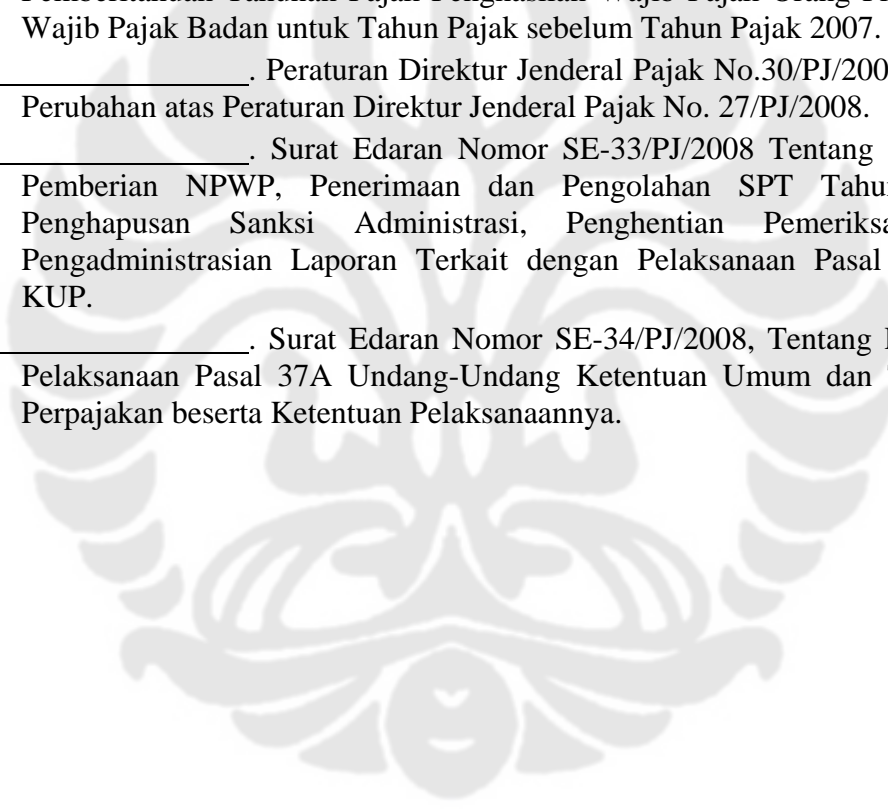 Wajib Pajak Badan untuk Tahun Pajak sebelum Tahun Pajak 2007.
. Peraturan Direktur Jenderal Pajak No.30/PJ/200
Perubahan atas Peraturan Direktur Jenderal Pajak No. 27/PJ/2008.
. Surat Edaran Nomor SE-33/PJ/2008 Tentang
Pemberian NPWP, Penerimaan dan Pengolahan SPT Tahu
Penghapusan Sanksi Administrasi, Penghentian Pemeriksa
Pengadministrasian Laporan Terkait dengan Pelaksanaan Pasal
KUP.
. Surat Edaran Nomor SE-34/PJ/2008, Tentang
Pelaksanaan Pasal 37A Undang-Undang Ketentuan Umum dan
Perpajakan beserta Ketentuan Pelaksanaannya.